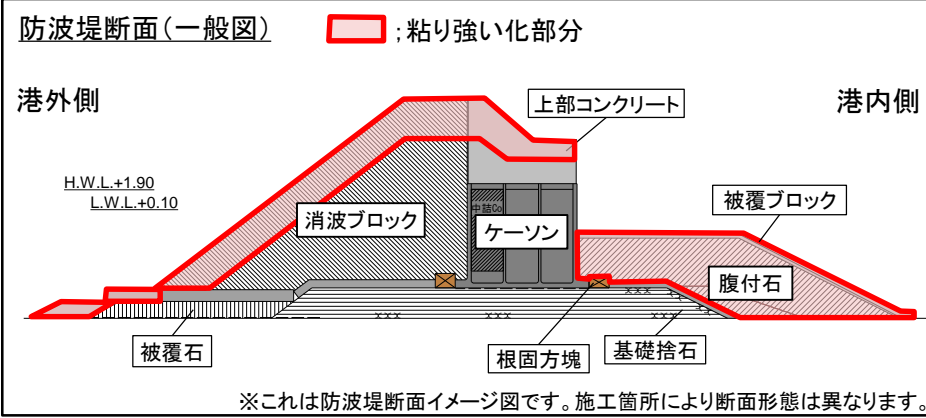 防波堤断面(一般図)
;粘り強い化部分
港外側
港内側
上部コンクリート
H.W.L.+1.90
L.W.L.+0.10
被覆ブロック
消波ブロック
中詰Co
ケーソン
腹付石
被覆石
根固方塊
基礎捨石
※これは防波堤断面イメージ図です。施工箇所により断面形態は異なります。